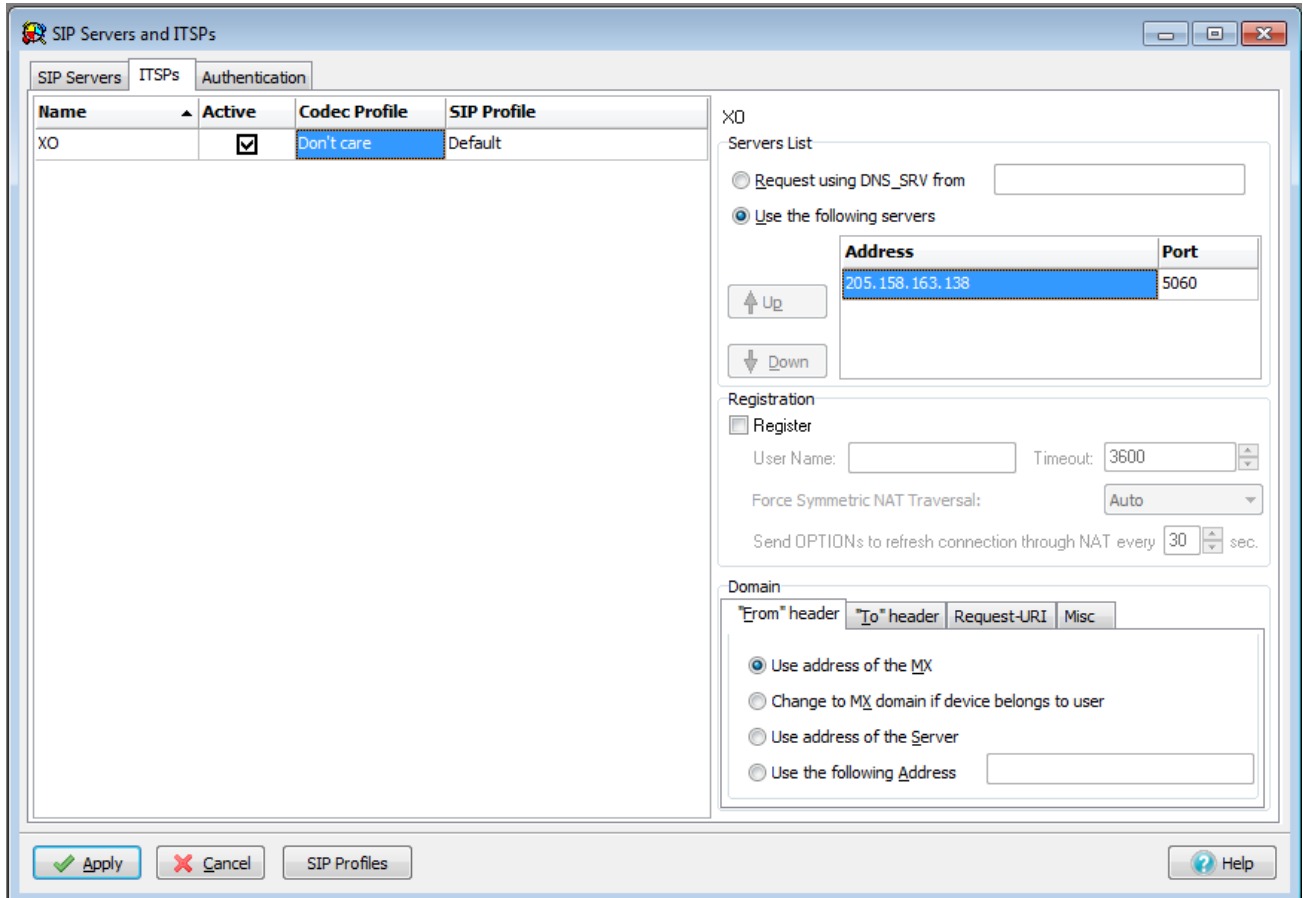 SIP Servers and ITSPs
SIP Servers ITSPs Authentication
Name Active Codec Profile SIP Profile
XO Don't care Default
XO
Servers List
Request using DNS_SRV from
Use the following servers
Address Port
205.158.163.138 5060
Up
Down
Registration
Register
User Name: Timeout: 3600
Force Symmetric NAT Traversal: Auto
Send OPTIONs to refresh connection through NAT every 30 sec.
Domain
"From" header "To" header Request-URI Misc
Use address of the MX
Change to MX domain if device belongs to user
Use address of the Server
Use the following Address
Apply Cancel SIP Profiles Help